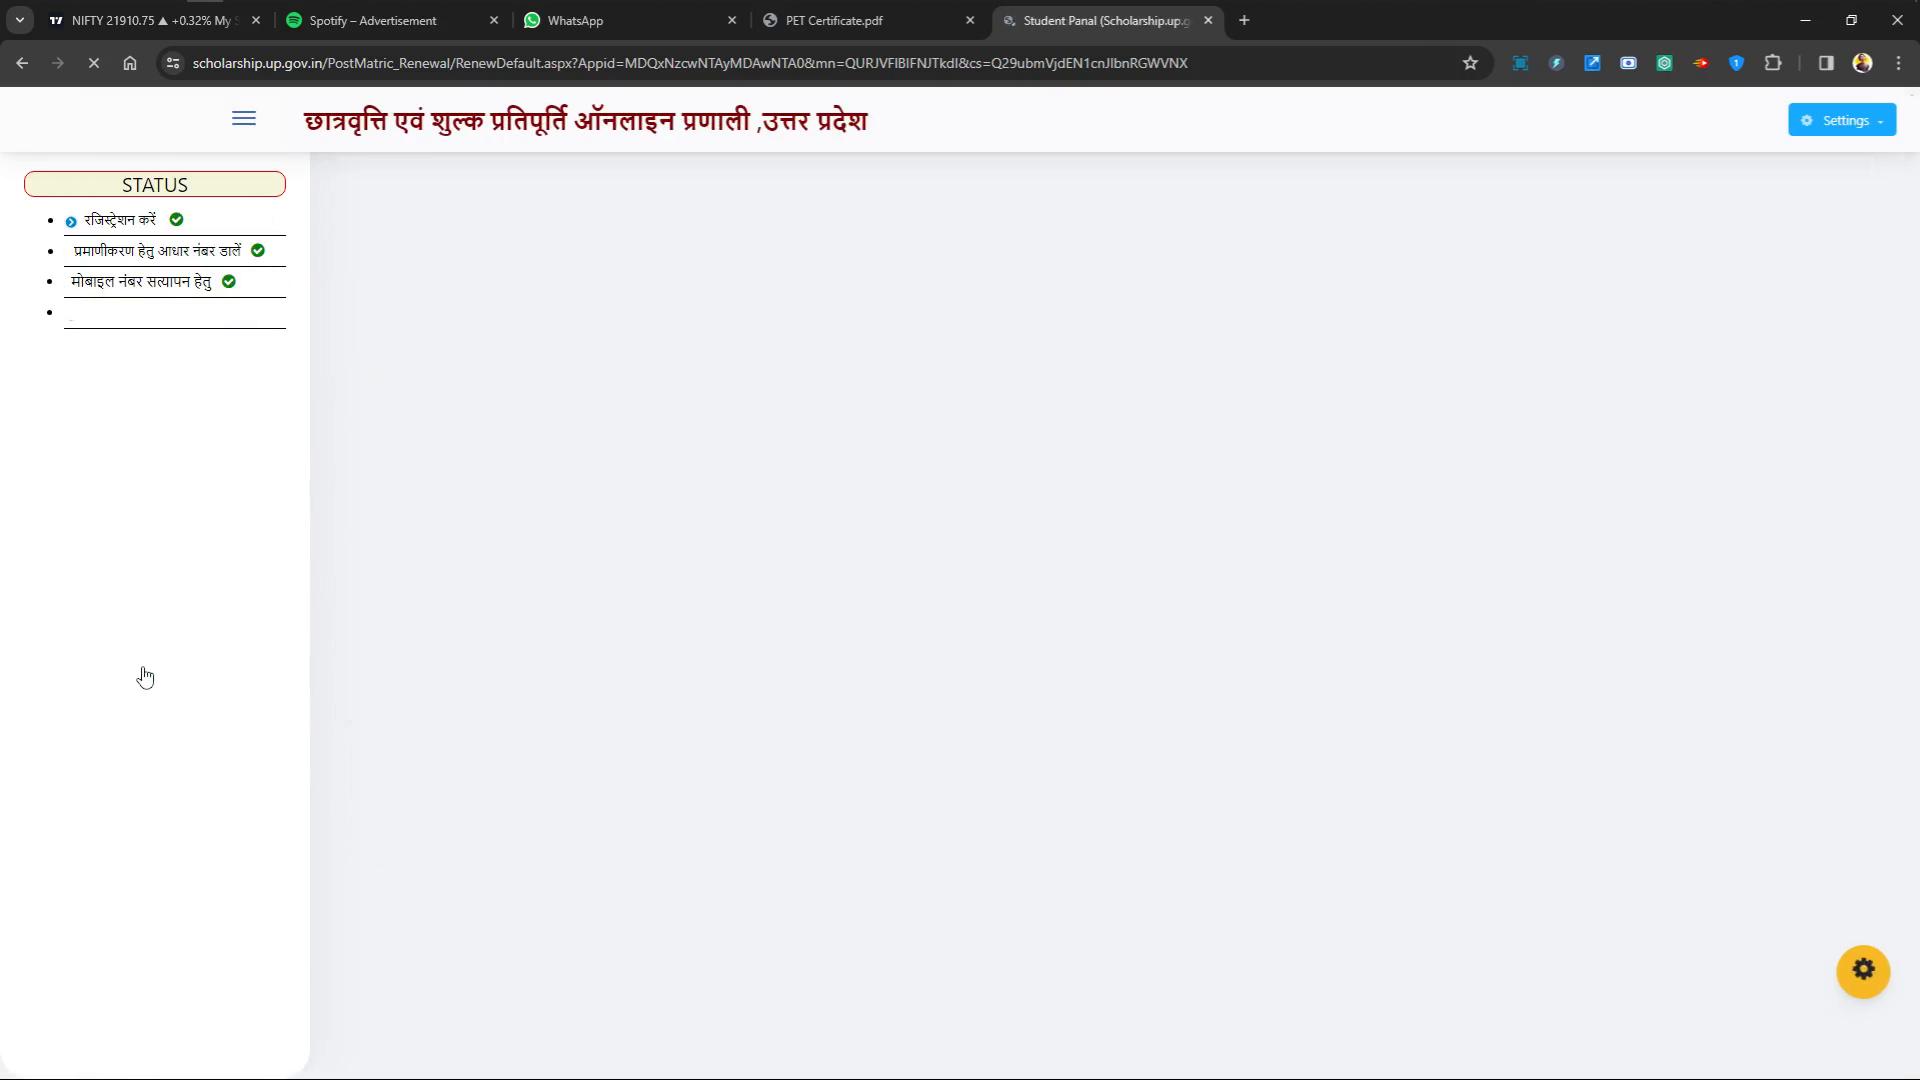 NIFTY 21910.75 ▲ +0.32% My S
Spotify – Advertisement
WhatsApp
PET Certificate.pdf
Student Panal (Scholarship.up.g
scholarship.up.gov.in/PostMatric_Renewal/RenewDefault.aspx?Appid=MDQxNzcwNTAyMDAwNTA0&mn=QURJVFlBIFNJTkdI&cs=Q29ubmVjdEN1cnJlbnRGWVNX
छात्रवृत्ति एवं शुल्क प्रतिपूर्ति ऑनलाइन प्रणाली ,उत्तर प्रदेश
Settings
STATUS
रजिस्ट्रेशन करें
प्रमाणीकरण हेतु आधार नंबर डालें
मोबाइल नंबर सत्यापन हेतु